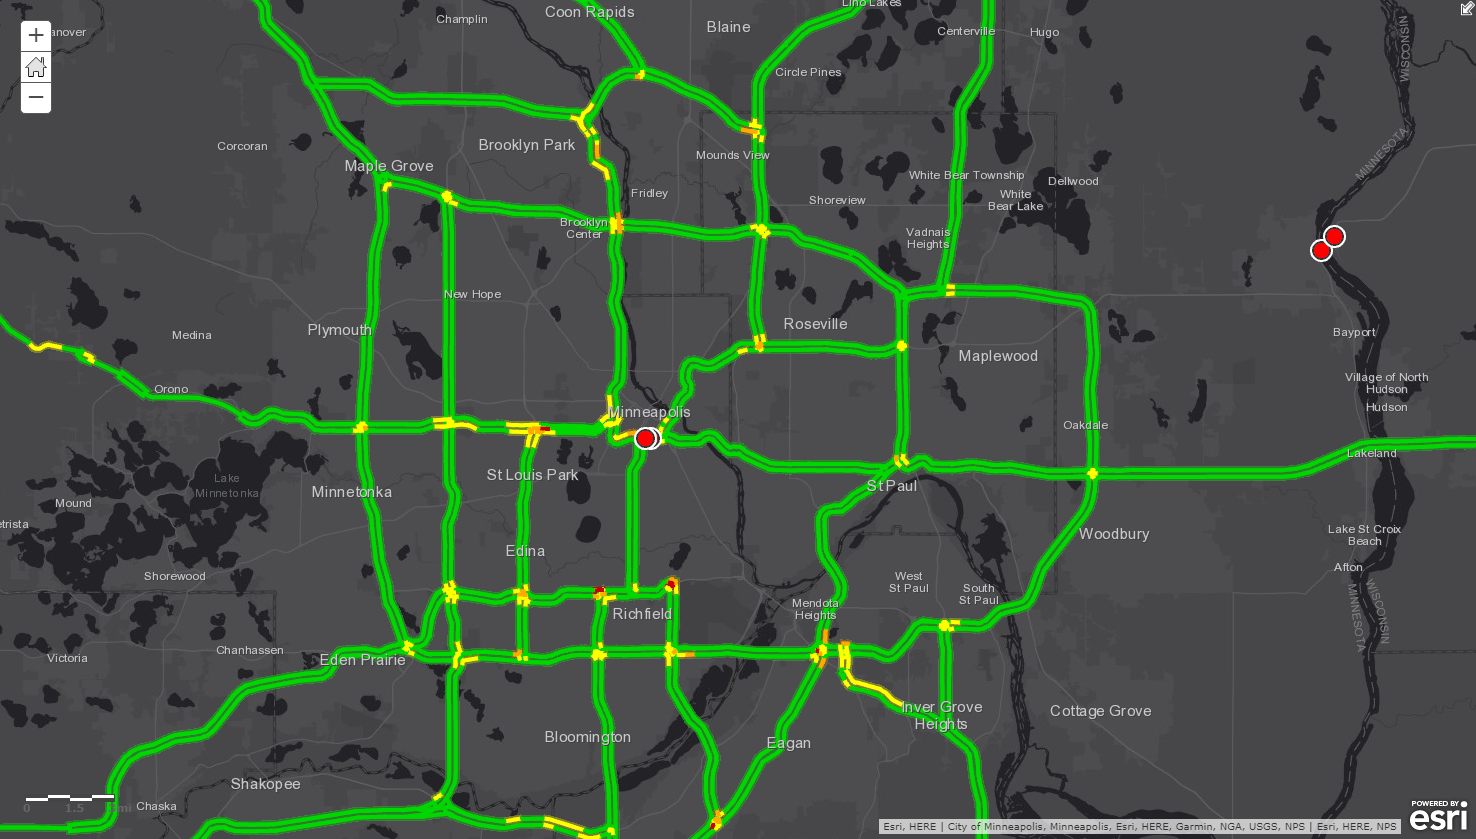 Coon Rapids
Lino Lakes
Champlin
Blaine
Centerville
Hugo
anover
WISCONSIN
Circle Pines
MINNESOTA
Corcoran
Brooklyn Park
Maple Grove
Mounds View
White Bear Township
Dellwood
Fridley
Shoreview
White
Bear Lake
Brooklyn
Center
Vadnais
Heights
New Hope
Plymouth
Medina
Roseville
Bayport
Maplewood
Orono
Village of North
Hudson
Hudson
Minneapolis
Oakdale
Lakeland
St Louis Park
Lake
Minnetonka
Minnetonka
St Paul
Mound
etrista
Lake St Croix
Beach
Woodbury
Edina
Afton
Shorewood
West
St Paul
South
St Paul
Mendota
Heights
Richfield
MINNESOTA
WISCONSIN
Chanhassen
Victoria
Eden Prairie
Inver Grove
Heights
Cottage Grove
Bloomington
Eagan
Shakopee
Chaska
0 1.5 3mi
POWERED BY
esri
Esri, HERE | City of Minneapolis, Minneapolis, Esri, HERE, Garmin, NGA, USGS, NPS | Esri, HERE, NPS